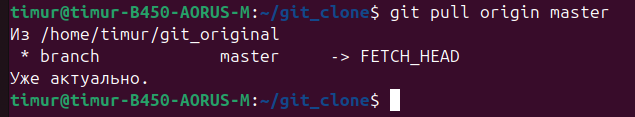 timur@timur-B450-AORUS-M:~/git_clone$ git pull origin master
Из /home/timur/git_original
 * branch            master     -> FETCH_HEAD
Уже актуально.
timur@timur-B450-AORUS-M:~/git_clone$